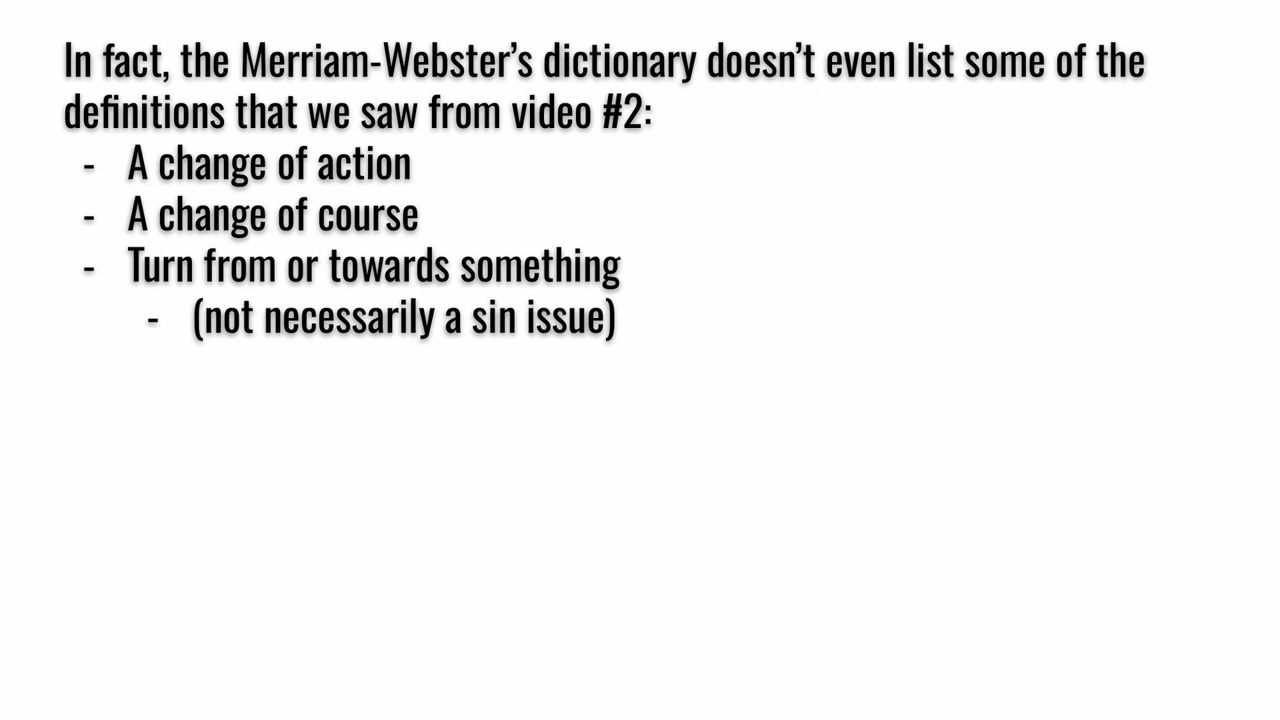 In fact, the Merriam-Webster’s dictionary doesn’t even list some of the
definitions that we saw from video #2:
- A change of action
- A change of course
- Turn from or towards something
- (not necessarily a sin issue)